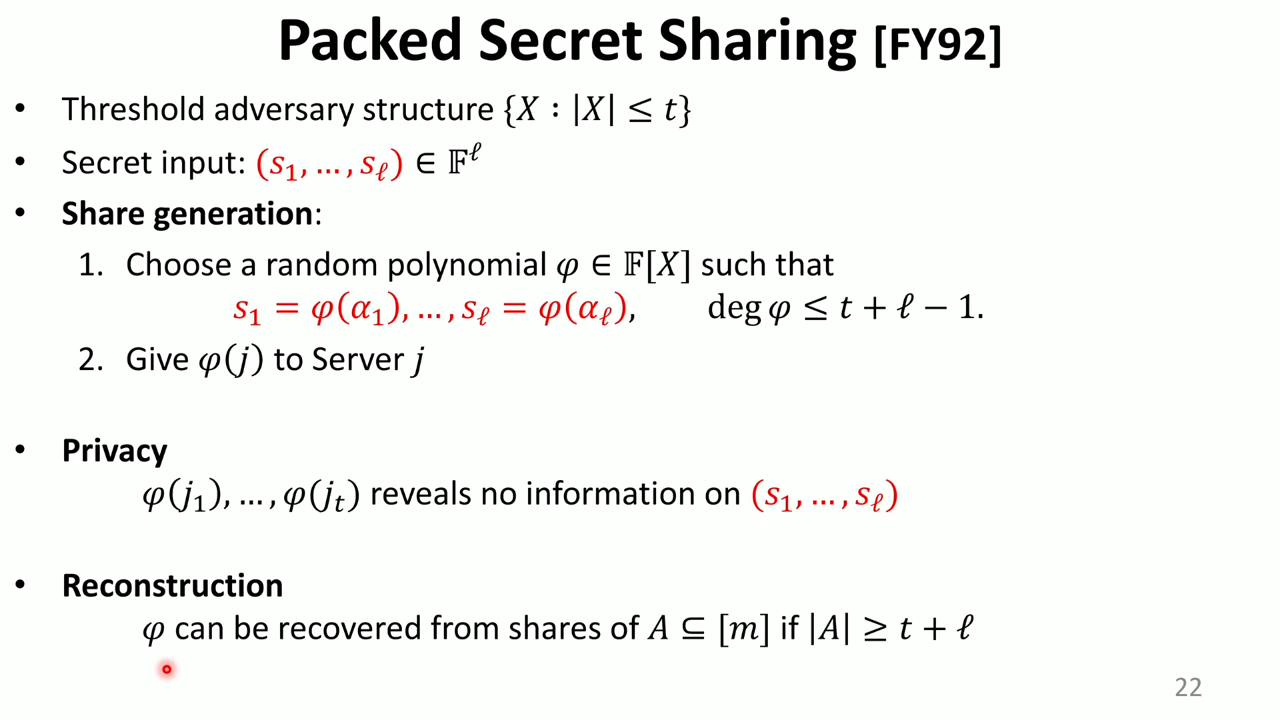 Packed Secret Sharing [FY92]
• Threshold adversary structure {𝑋 : |𝑋| ≤ 𝑡}
• Secret input: (𝑠₁, … , 𝑠_ℓ) ∈ 𝔽^ℓ
• Share generation:
1. Choose a random polynomial 𝜑 ∈ 𝔽[𝑋] such that
𝑠₁ = 𝜑(𝛼₁), … , 𝑠_ℓ = 𝜑(𝛼_ℓ), deg 𝜑 ≤ 𝑡 + ℓ − 1.
2. Give 𝜑(𝑗) to Server 𝑗
• Privacy
𝜑(𝑗₁), … , 𝜑(𝑗_𝑡) reveals no information on (𝑠₁, … , 𝑠_ℓ)
• Reconstruction
𝜑 can be recovered from shares of 𝐴 ⊆ [𝑚] if |𝐴| ≥ 𝑡 + ℓ
22